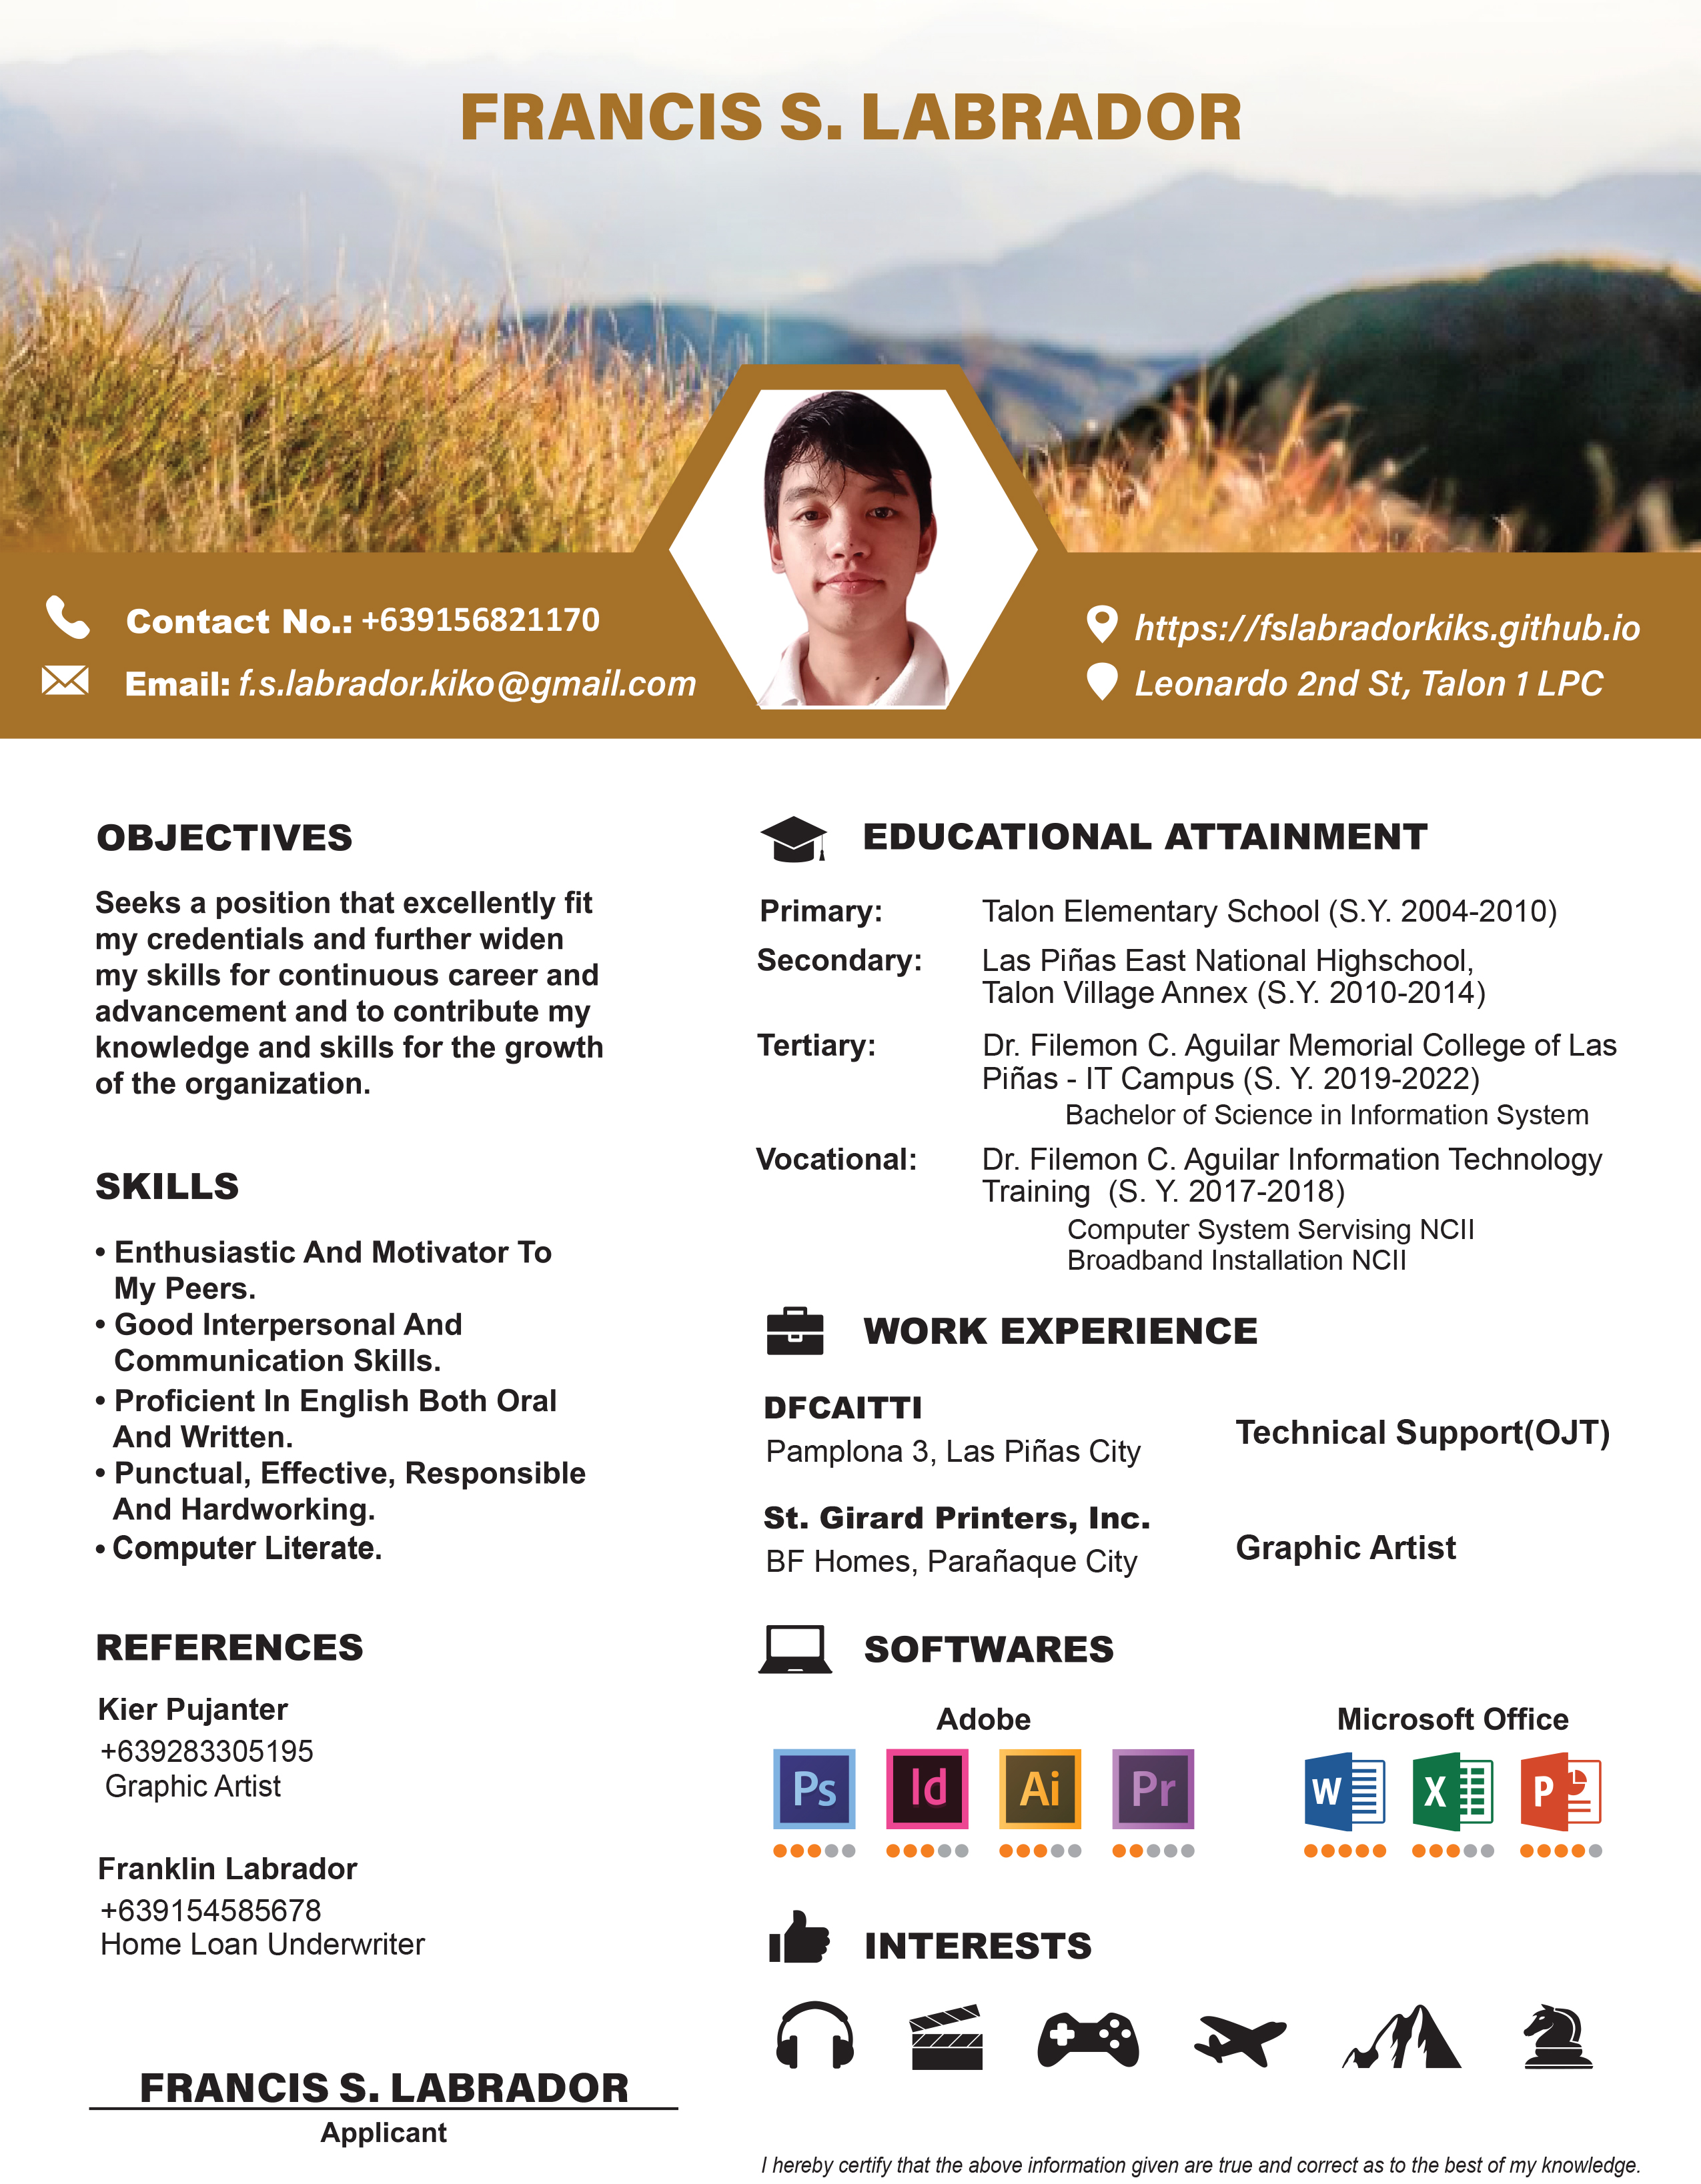 FRANCIS S. LABRADOR
Contact No.: +639156821170
Email: f.s.labrador.kiko@gmail.com
https://fslabradorkiks.github.io
Leonardo 2nd St, Talon 1 LPC
OBJECTIVES
Seeks a position that excellently fit
my credentials and further widen
my skills for continuous career and
advancement and to contribute my
knowledge and skills for the growth
of the organization.
SKILLS
• Enthusiastic And Motivator To
My Peers.
• Good Interpersonal And
Communication Skills.
• Proficient In English Both Oral
And Written.
• Punctual, Effective, Responsible
And Hardworking.
• Computer Literate.
REFERENCES
Kier Pujanter
+639283305195
Graphic Artist
Franklin Labrador
+639154585678
Home Loan Underwriter
FRANCIS S. LABRADOR
Applicant
EDUCATIONAL ATTAINMENT
Primary: Talon Elementary School (S.Y. 2004-2010)
Secondary: Las Piñas East National Highschool,
Talon Village Annex (S.Y. 2010-2014)
Tertiary: Dr. Filemon C. Aguilar Memorial College of Las
Piñas - IT Campus (S. Y. 2019-2022)
Bachelor of Science in Information System
Vocational: Dr. Filemon C. Aguilar Information Technology
Training (S. Y. 2017-2018)
Computer System Servising NCII
Broadband Installation NCII
WORK EXPERIENCE
DFCAITTI
Pamplona 3, Las Piñas City
Technical Support(OJT)
St. Girard Printers, Inc.
BF Homes, Parañaque City
Graphic Artist
SOFTWARES
Adobe
Ps Id Ai Pr
Microsoft Office
W X P
INTERESTS
I hereby certify that the above information given are true and correct as to the best of my knowledge.